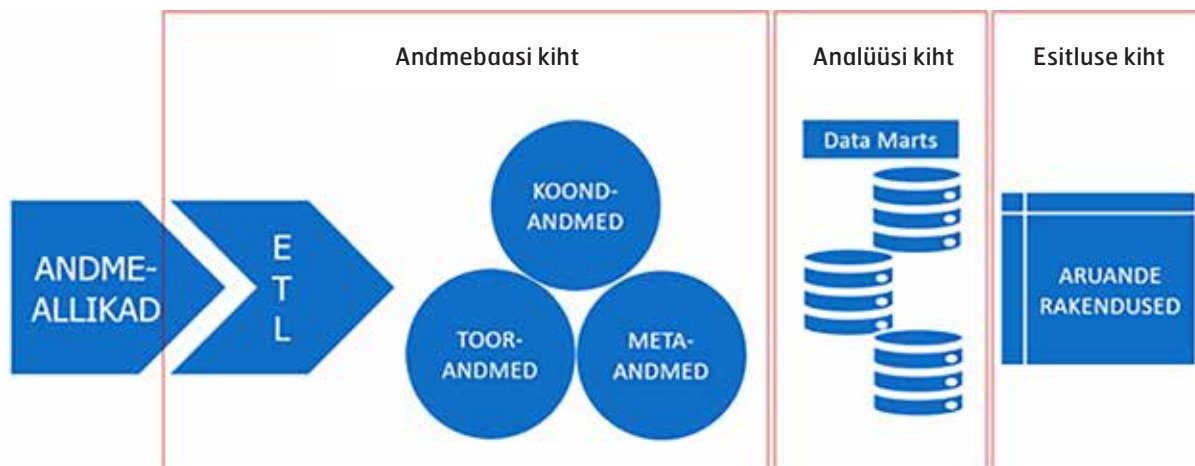 Andmebaasi kiht
Analüüsi kiht
Esitluse kiht
ANDME-
ALLIKAD
E
T
L
KOOND-
ANDMED
TOOR-
ANDMED
META-
ANDMED
Data Marts
ARUANDE
RAKENDUSED